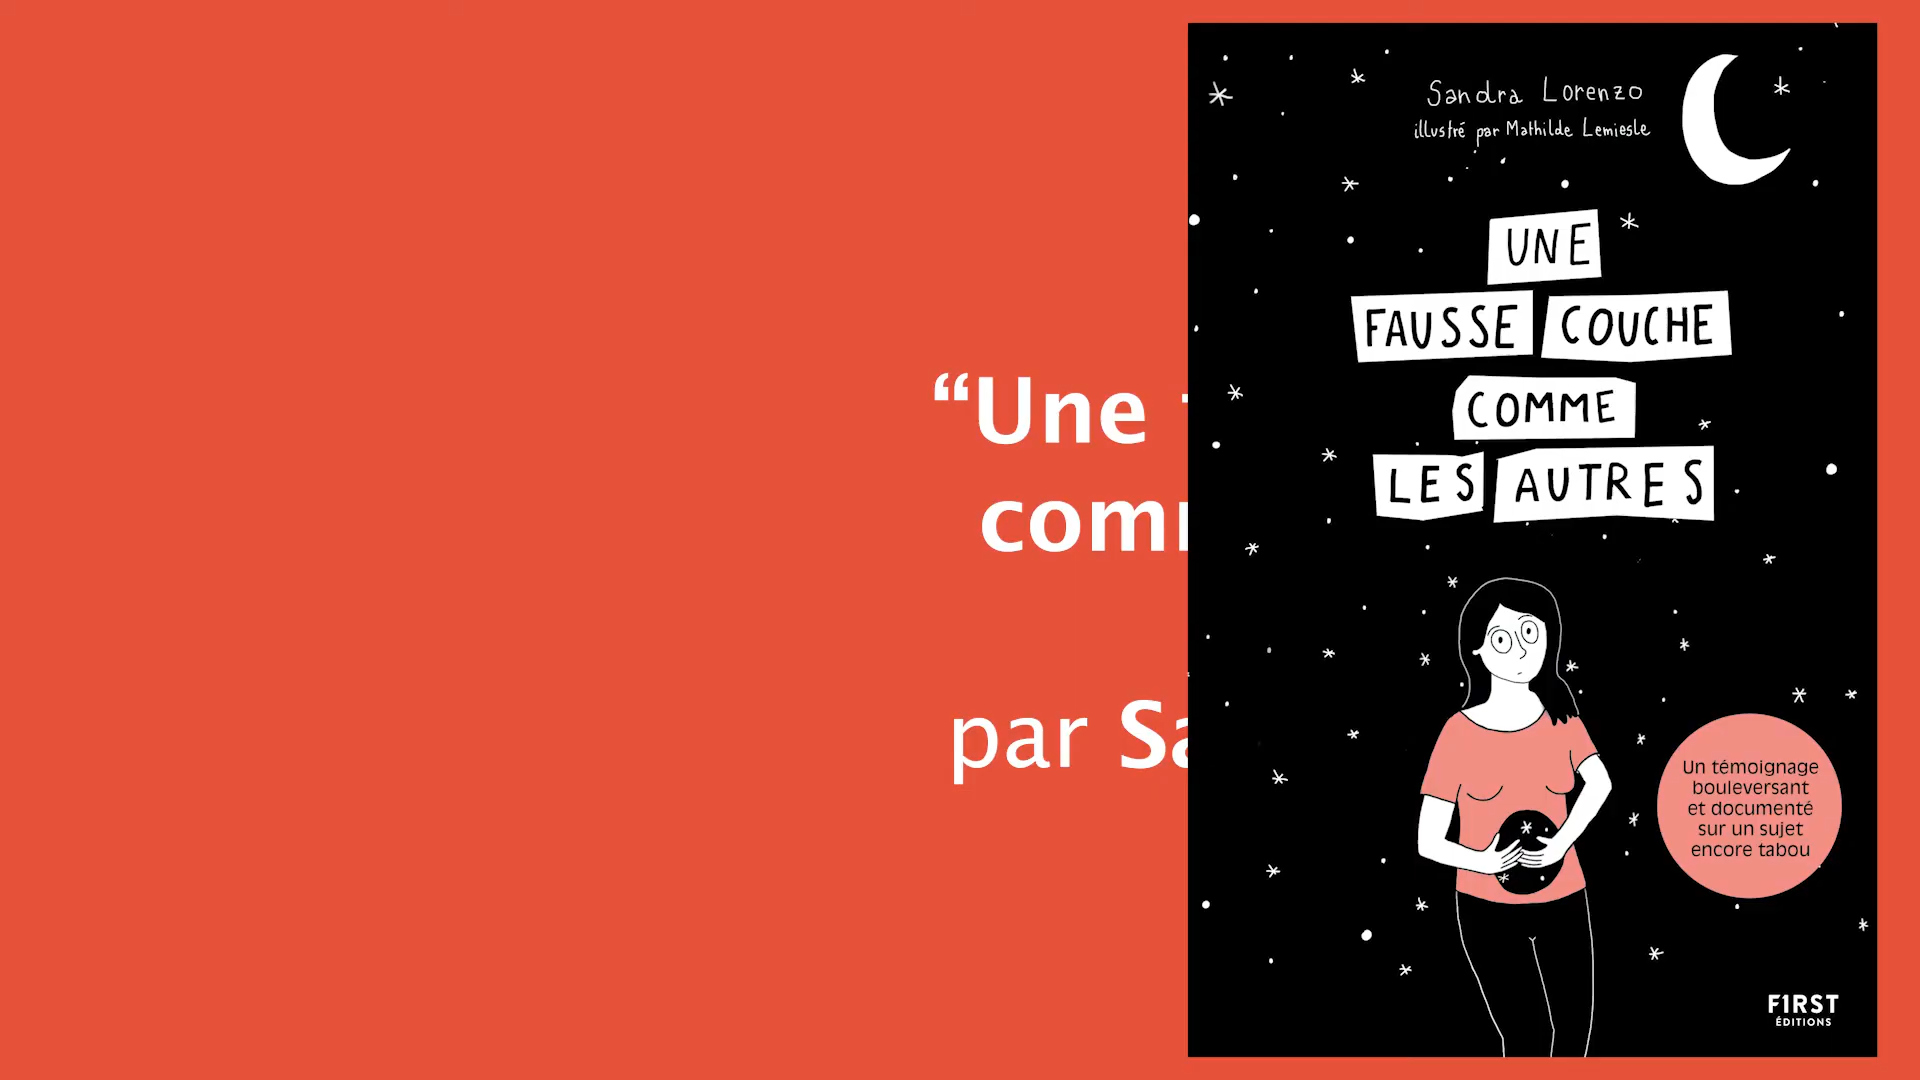 “Une
com
par Sa
Sandra Lorenzo
illustré par Mathilde Lemiesle
UNE
FAUSSE COUCHE
COMME
LES AUTRES
Un témoignage
bouleversant
et documenté
sur un sujet
encore tabou
F1RST
ÉDITIONS